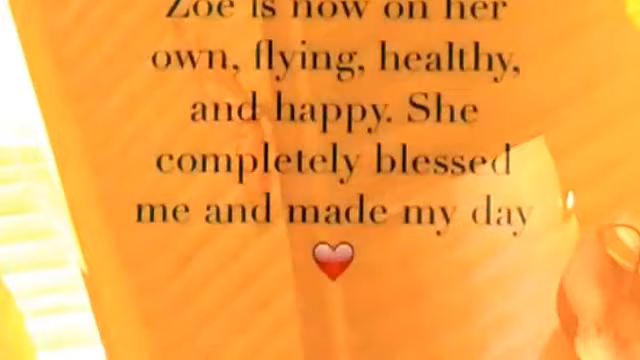 Zoe is now on her
own, flying, healthy,
and happy. She
completely blessed
me and made my day
❤️